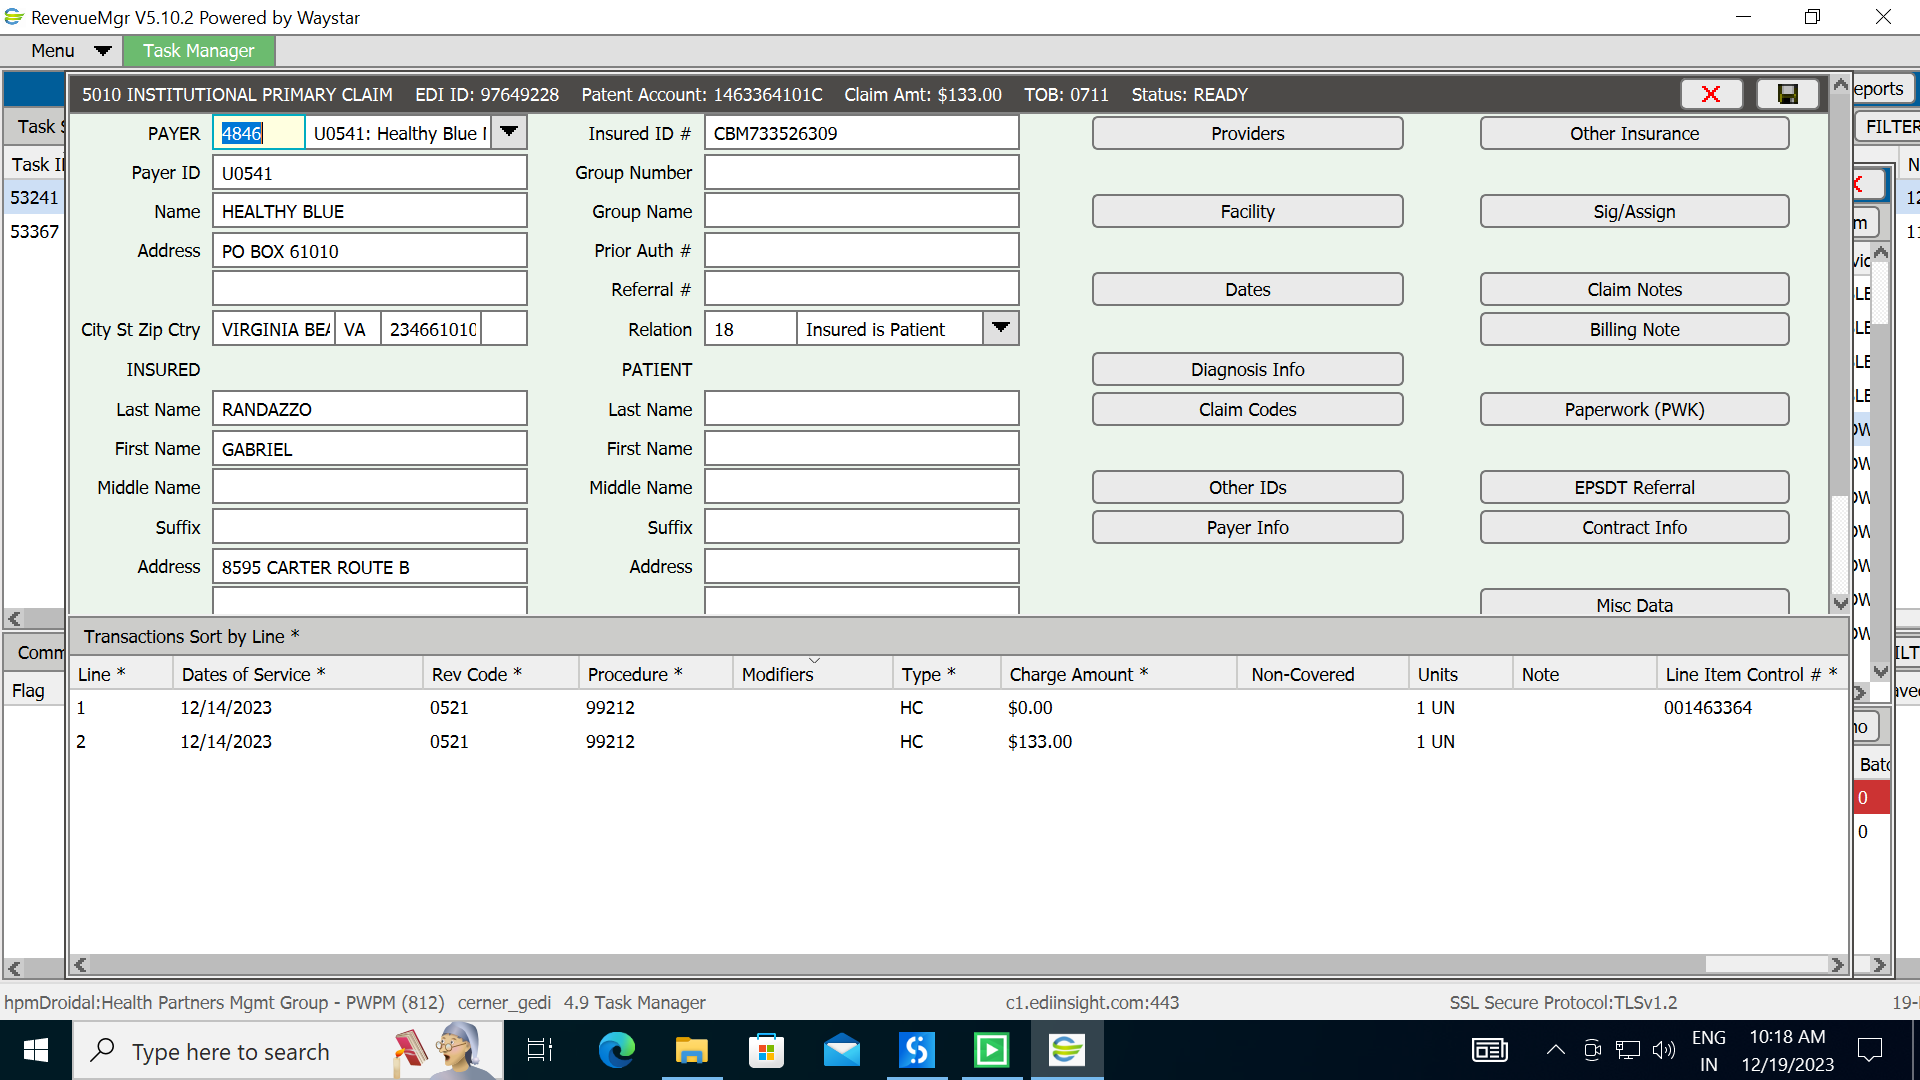 RevenueMgr V5.10.2 Powered by Waystar
Menu Task Manager
5010 INSTITUTIONAL PRIMARY CLAIM EDI ID: 97649228 Patent Account: 1463364101C Claim Amt: $133.00 TOB: 0711 Status: READY
PAYER 4846 U0541: Healthy Blue Insured ID # CBM733526309 Providers Other Insurance
Payer ID U0541 Group Number
Name HEALTHY BLUE Group Name Facility Sig/Assign
Address PO BOX 61010 Prior Auth #
Referral # Dates Claim Notes
City St Zip Ctry VIRGINIA BEA VA 234661010 Relation 18 Insured is Patient Billing Note
INSURED PATIENT Diagnosis Info
Last Name RANDAZZO Last Name Claim Codes Paperwork (PWK)
First Name GABRIEL First Name
Middle Name Middle Name Other IDs EPSDT Referral
Suffix Suffix Payer Info Contract Info
Address 8595 CARTER ROUTE B Address
Misc Data
Transactions Sort by Line *
Line * Dates of Service * Rev Code * Procedure * Modifiers Type * Charge Amount * Non-Covered Units Note Line Item Control # *
1 12/14/2023 0521 99212 HC $0.00 1 UN 001463364
2 12/14/2023 0521 99212 HC $133.00 1 UN
Task S
Task I
53241
53367
Comm
Flag
eports
FILTER
N
12
11
m
Batc
0
0
hpmDroidal:Health Partners Mgmt Group - PWPM (812) cerner_gedi 4.9 Task Manager c1.ediinsight.com:443 SSL Secure Protocol:TLSv1.2 19-
Type here to search
ENG
IN
10:18 AM
12/19/2023